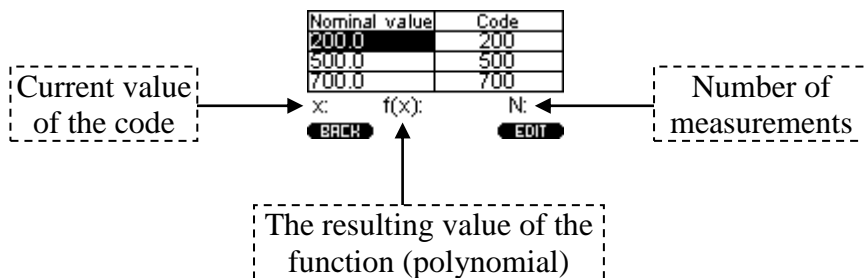 Nominal value Code
200.0 200
500.0 500
700.0 700
Current value
of the code
x: f(x): N:
Number of
measurements
BACK EDIT
The resulting value of the
function (polynomial)